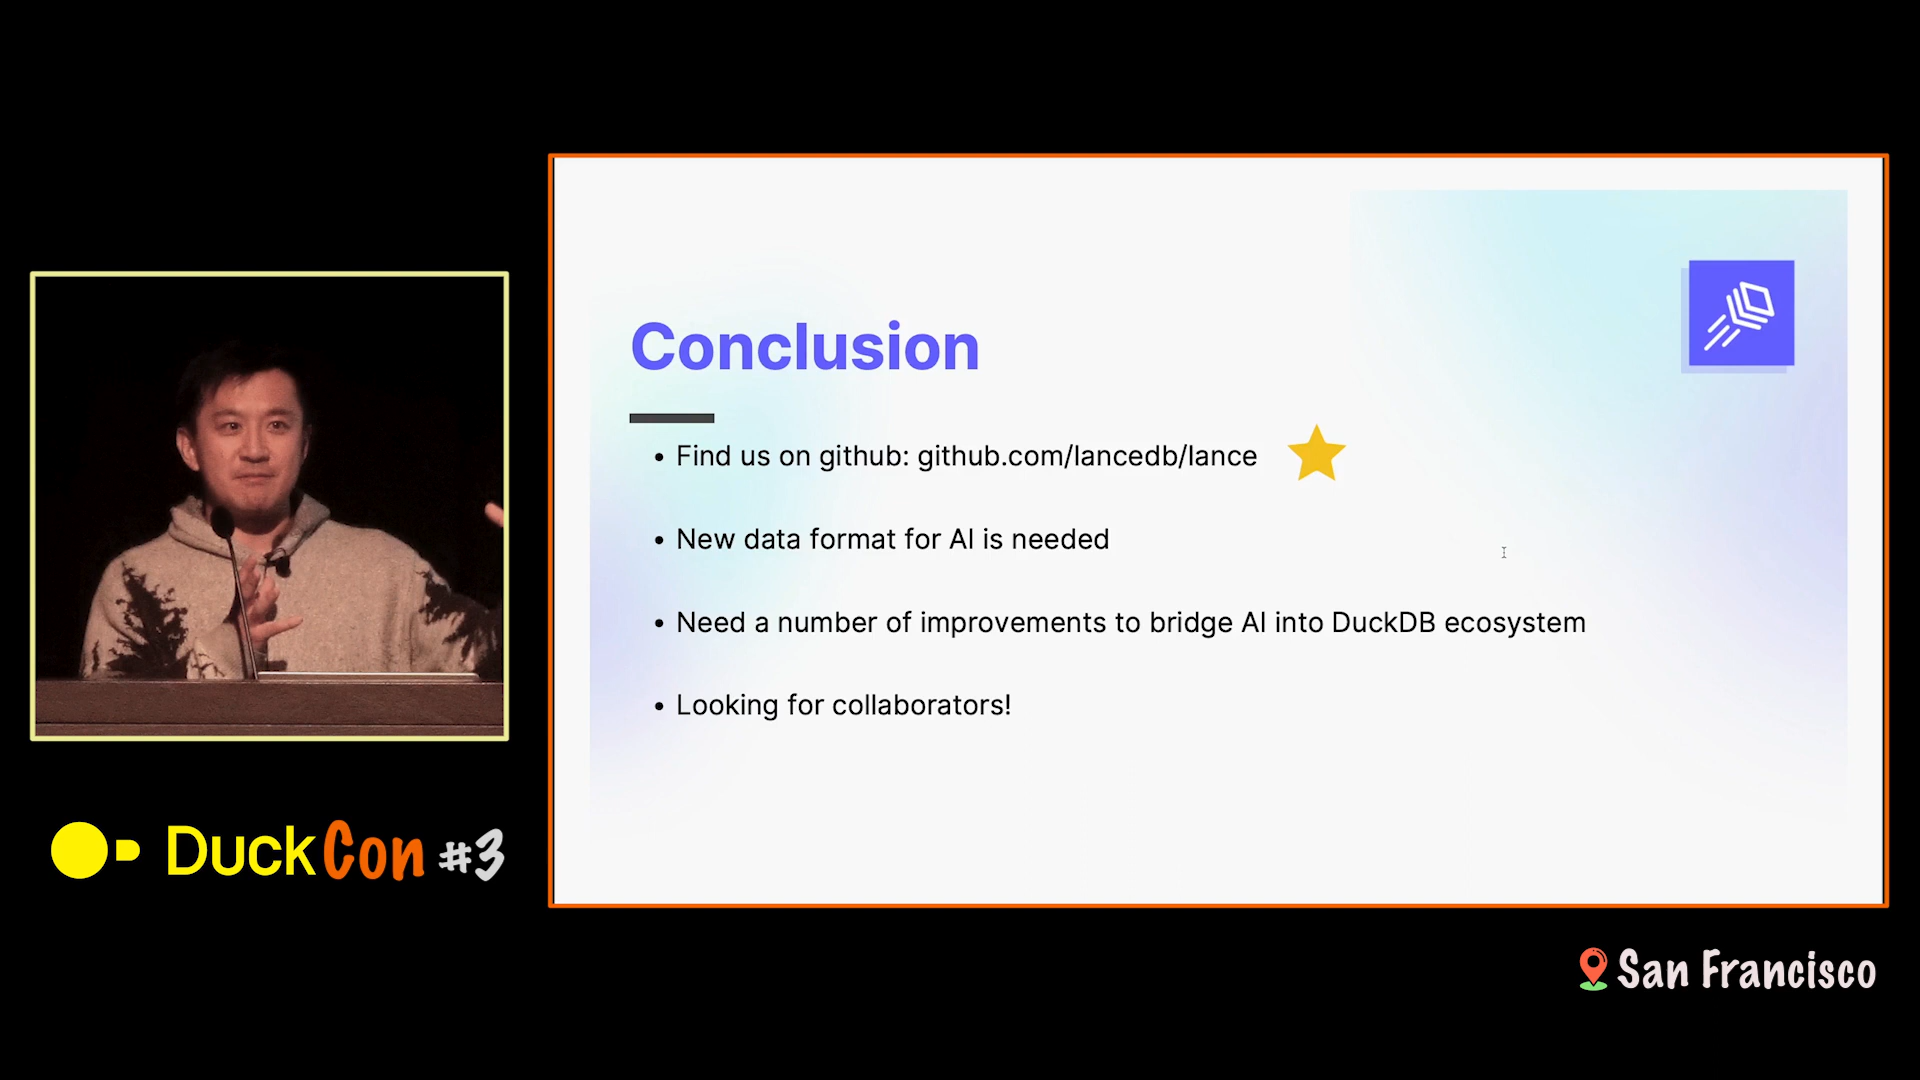 Conclusion
Find us on github: github.com/lancedb/lance
New data format for AI is needed
Need a number of improvements to bridge AI into DuckDB ecosystem
Looking for collaborators!
DuckCon #3
San Francisco